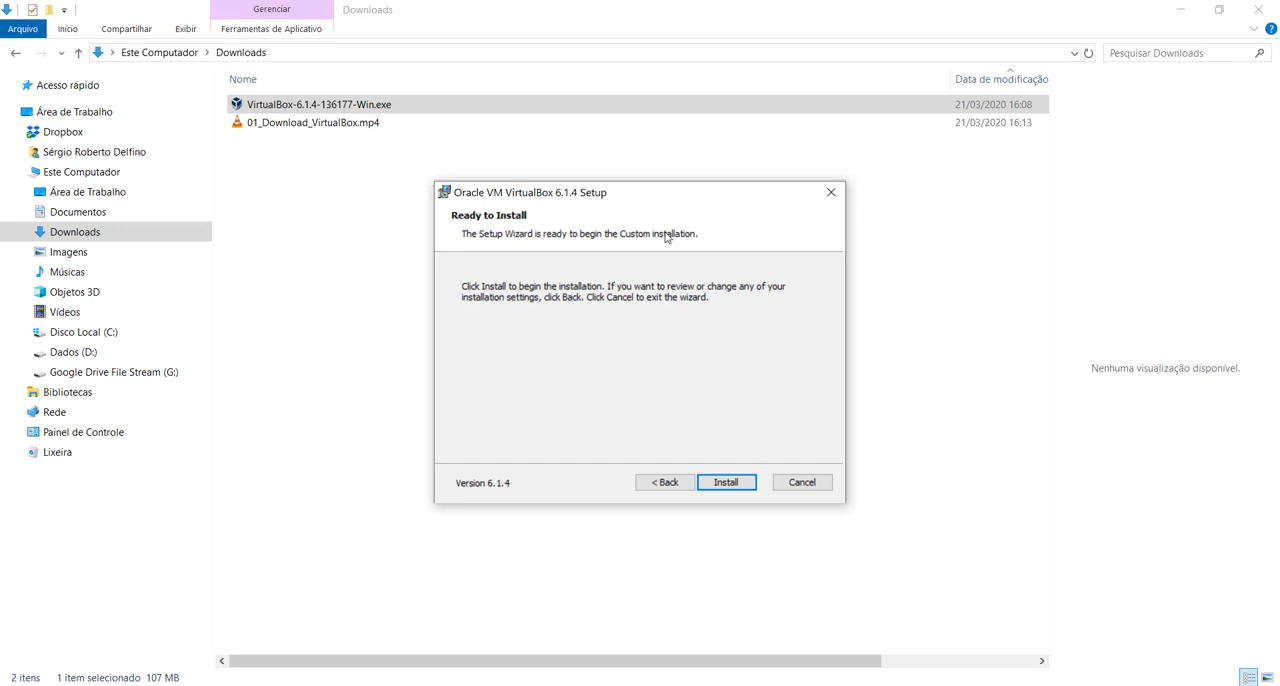 Gerenciar
Downloads
Arquivo
Início
Compartilhar
Exibir
Ferramentas de Aplicativo
Este Computador > Downloads
Pesquisar Downloads
Acesso rápido
Área de Trabalho
Dropbox
Sérgio Roberto Delfino
Este Computador
Área de Trabalho
Documentos
Downloads
Imagens
Músicas
Objetos 3D
Vídeos
Disco Local (C:)
Dados (D:)
Google Drive File Stream (G:)
Bibliotecas
Rede
Painel de Controle
Lixeira
Nome
Data de modificação
VirtualBox-6.1.4-136177-Win.exe
21/03/2020 16:08
01_Download_VirtualBox.mp4
21/03/2020 16:13
Oracle VM VirtualBox 6.1.4 Setup
Ready to Install
The Setup Wizard is ready to begin the Custom installation.
Click Install to begin the installation. If you want to review or change any of your
installation settings, click Back. Click Cancel to exit the wizard.
Version 6.1.4
< Back
Install
Cancel
Nenhuma visualização disponível.
2 itens
1 item selecionado 107 MB